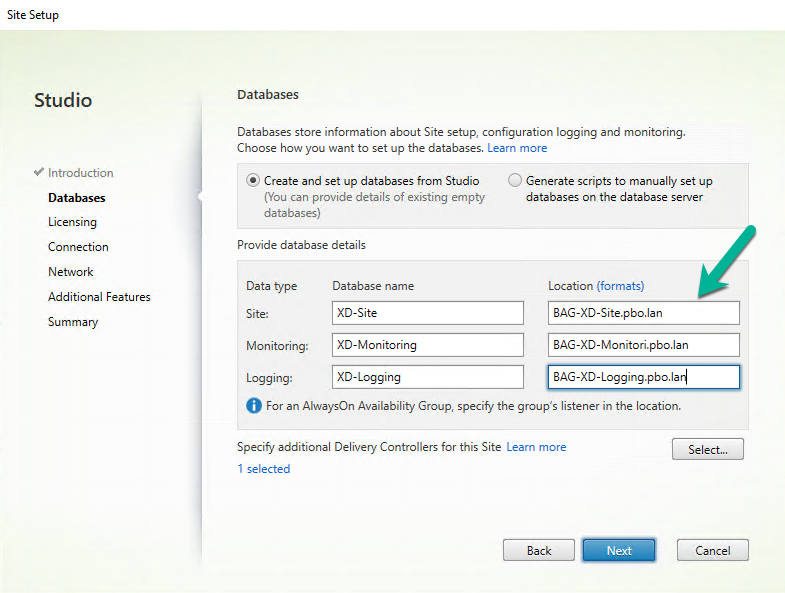 Site Setup
Studio
Introduction
Databases
Licensing
Connection
Network
Additional Features
Summary
Databases
Databases store information about Site setup, configuration logging and monitoring.
Choose how you want to set up the databases. Learn more
Create and set up databases from Studio
(You can provide details of existing empty
databases)
Generate scripts to manually set up
databases on the database server
Provide database details
Data type Database name Location (formats)
Site: XD-Site BAG-XD-Site.pbo.lan
Monitoring: XD-Monitoring BAG-XD-Monitori.pbo.lan
Logging: XD-Logging BAG-XD-Logging.pbo.lan
For an AlwaysOn Availability Group, specify the group's listener in the location.
Specify additional Delivery Controllers for this Site Learn more
Select...
1 selected
Back Next Cancel